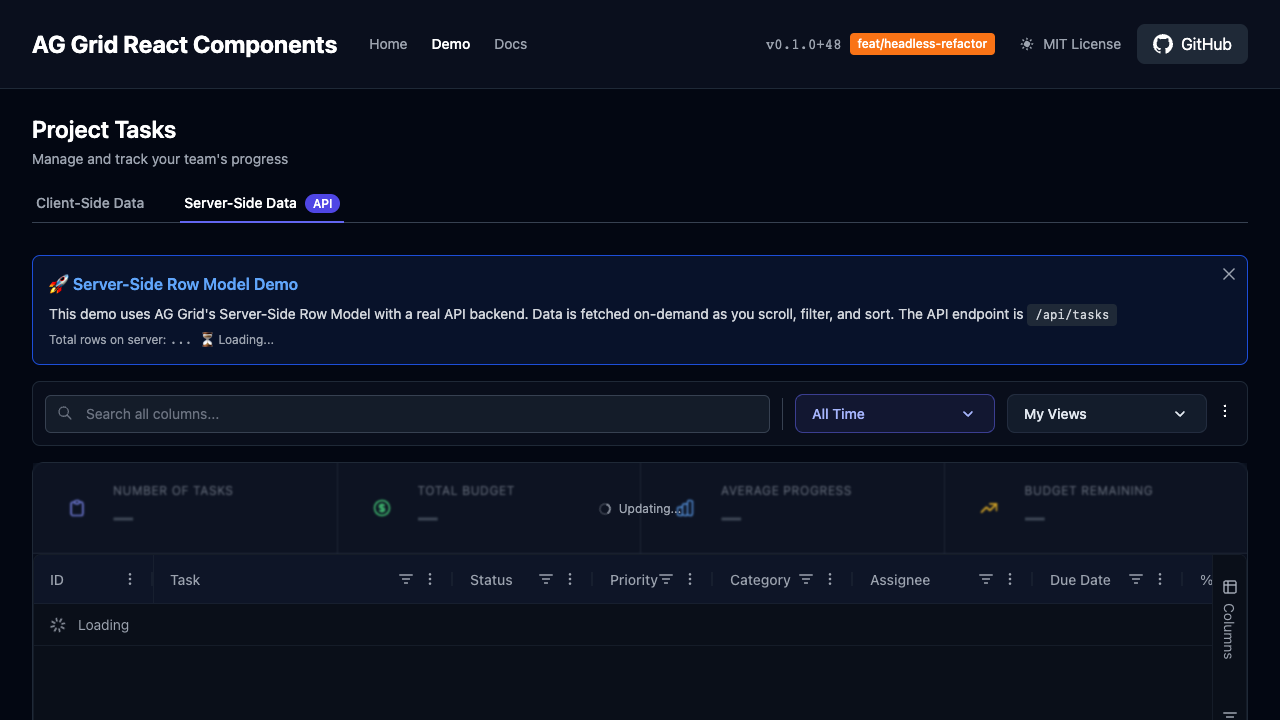 AG Grid React Components Home Demo Docs v0.1.0+48 feat/headless-refactor MIT License GitHub
Project Tasks
Manage and track your team's progress
Client-Side Data Server-Side Data API
🚀 Server-Side Row Model Demo
This demo uses AG Grid's Server-Side Row Model with a real API backend. Data is fetched on-demand as you scroll, filter, and sort. The API endpoint is /api/tasks
Total rows on server: ... ⏳ Loading...
Search all columns... All Time My Views
NUMBER OF TASKS TOTAL BUDGET AVERAGE PROGRESS BUDGET REMAINING
— — — —
Updating...
ID Task Status Priority Category Assignee Due Date %
Loading
Columns